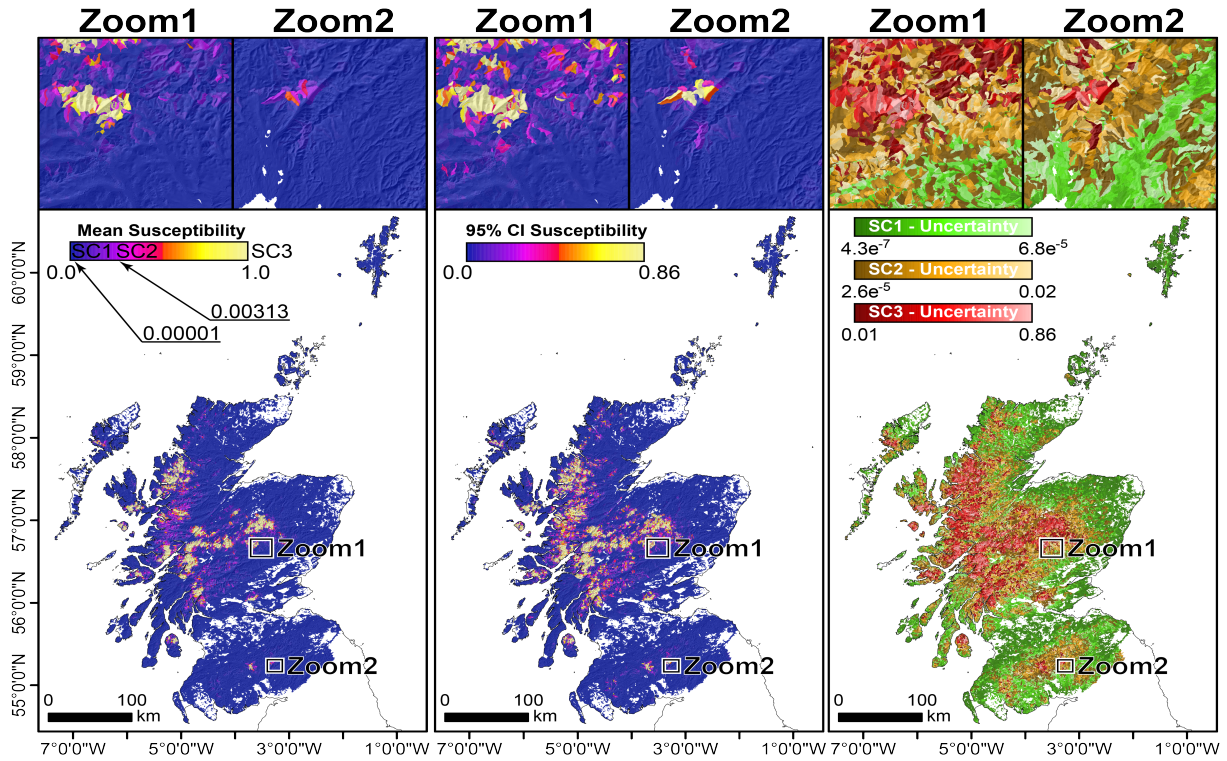 Zoom1 Zoom2 Zoom1 Zoom2 Zoom1 Zoom2
Mean Susceptibility
SC1 SC2 SC3
0.0 1.0
0.00313
0.00001
95% CI Susceptibility
0.0 0.86
SC1 - Uncertainty
4.3e-7 6.8e-5
SC2 - Uncertainty
2.6e-5 0.02
SC3 - Uncertainty
0.01 0.86
60°0'0"N
59°0'0"N
58°0'0"N
57°0'0"N
56°0'0"N
55°0'0"N
Zoom1 Zoom1 Zoom1
Zoom2 Zoom2 Zoom2
0 100 0 100 0 100
km km km
7°0'0"W 5°0'0"W 3°0'0"W 1°0'0"W 7°0'0"W 5°0'0"W 3°0'0"W 1°0'0"W 7°0'0"W 5°0'0"W 3°0'0"W 1°0'0"W